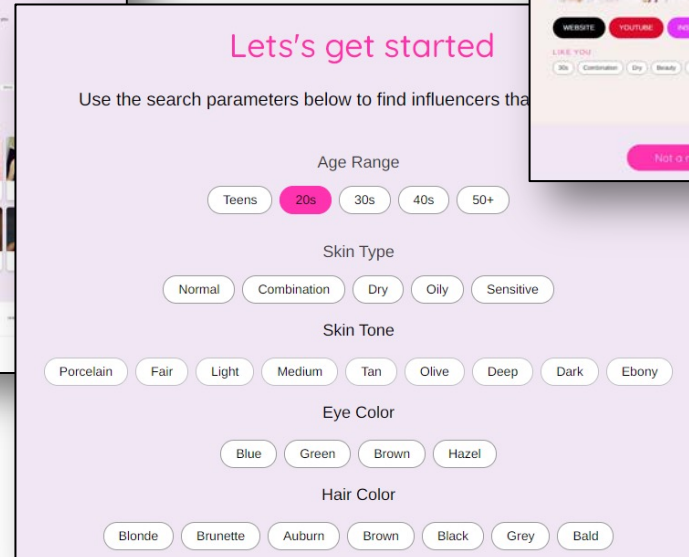 Lets's get started
Use the search parameters below to find influencers tha
Age Range
Teens 20s 30s 40s 50+
Skin Type
Normal Combination Dry Oily Sensitive
Skin Tone
Porcelain Fair Light Medium Tan Olive Deep Dark Ebony
Eye Color
Blue Green Brown Hazel
Hair Color
Blonde Brunette Auburn Brown Black Grey Bald
WEBSITE YOUTUBE INS
LIKE YOU
30s Combination Dry Beauty
Not a